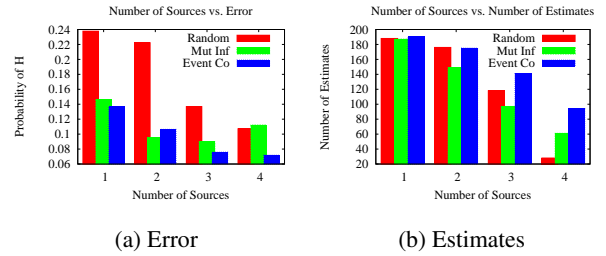 Number of Sources vs. Error
Probability of H
0.24
0.22
0.2
0.18
0.16
0.14
0.12
0.1
0.08
0.06
Random
Mut Inf
Event Co
1 2 3 4
Number of Sources
(a) Error
Number of Sources vs. Number of Estimates
Number of Estimates
200
180
160
140
120
100
80
60
40
20
Random
Mut Inf
Event Co
1 2 3 4
Number of Sources
(b) Estimates